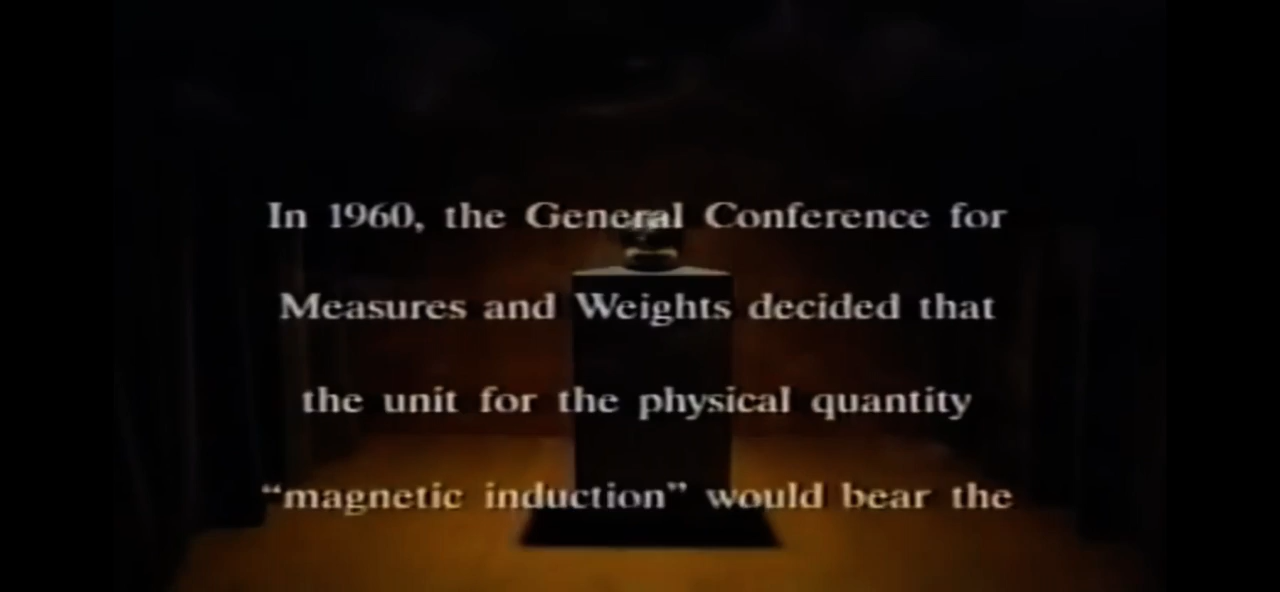 In 1960, the General Conference for
Measures and Weights decided that
the unit for the physical quantity
“magnetic induction” would bear the